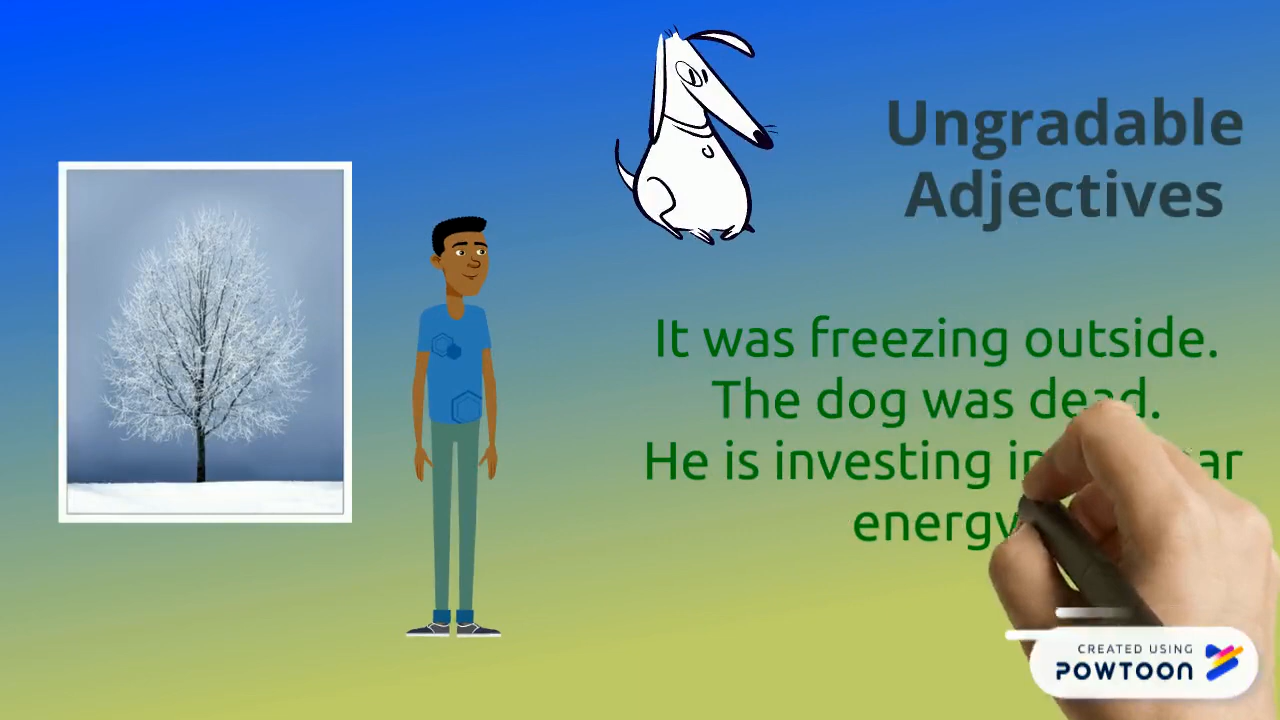 Ungradable
Adjectives
It was freezing outside.
The dog was dead.
He is investing in
energy
CREATED USING
POWTOON